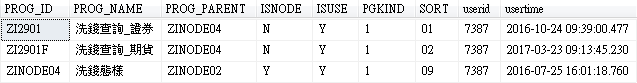 PROG_ID PROG_NAME PROG_PARENT ISNODE ISUSE PGKIND SORT userid usertime
ZI2901 洗錢查詢_證券 ZINODE04 N Y 1 01 7387 2016-10-24 09:39:00.477
ZI2901F 洗錢查詢_期貨 ZINODE04 N Y 1 02 7387 2017-03-23 09:13:45.230
ZINODE04 洗錢態樣 ZINODE02 Y Y 1 09 7387 2016-07-25 16:01:18.760